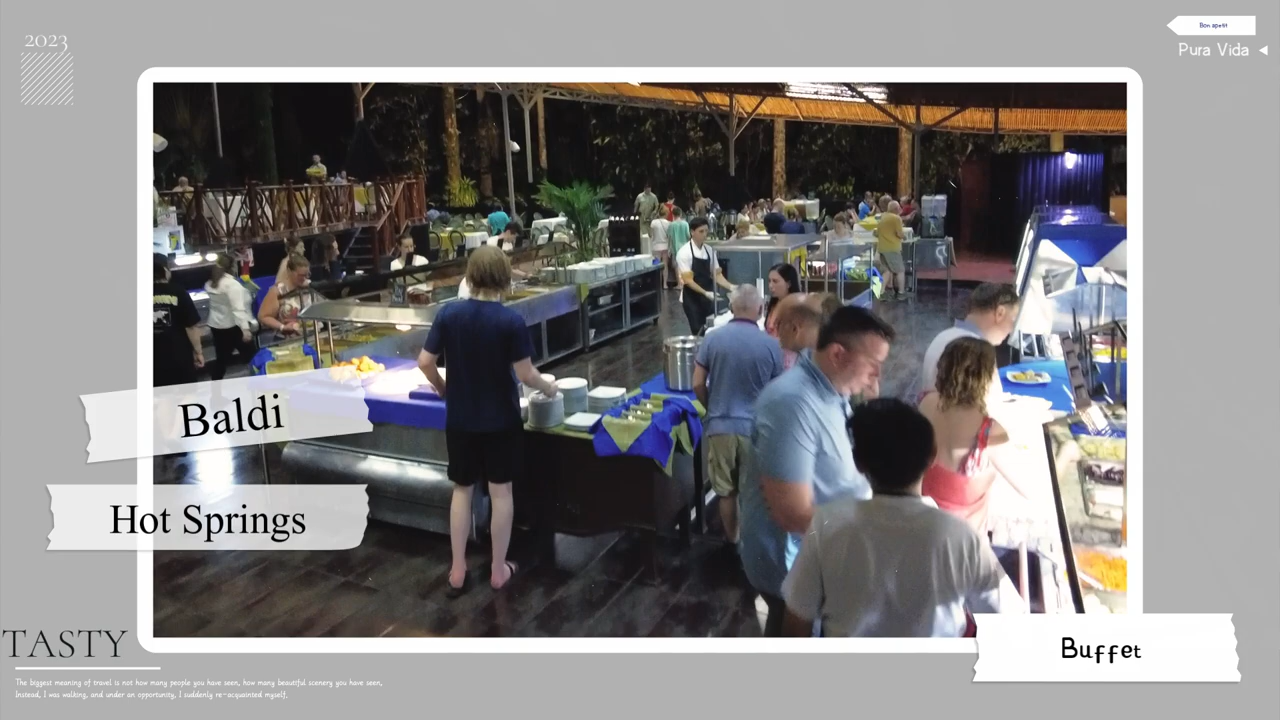 2023
Bon apetit
Pura Vida
Baldi
Hot Springs
TASTY
Buffet
The biggest meaning of travel is not how many people you have seen, how many beautiful scenery you have seen,
Instead, I was walking, and under an opportunity, I suddenly re-acquainted myself.